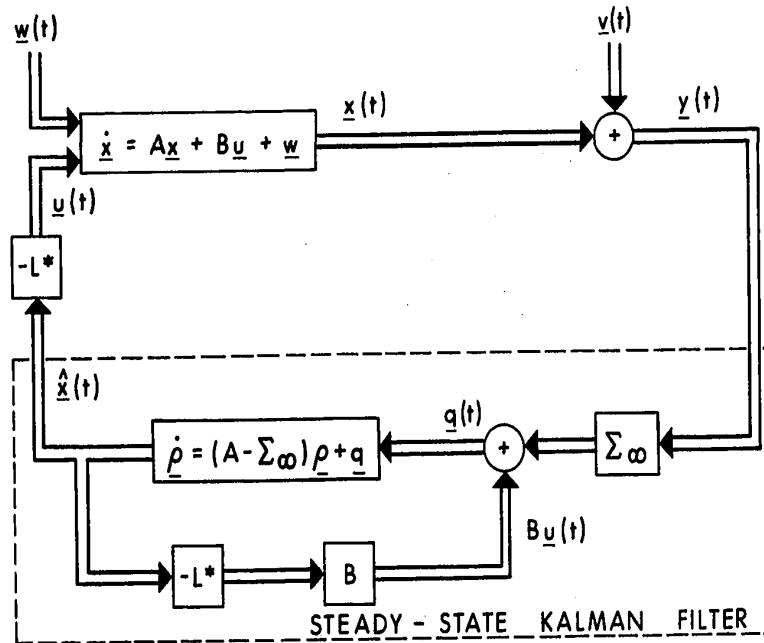 w(t)
v(t)
x(t)
y(t)
ẋ = Ax + Bu + w
+
u(t)
-L*
x̂(t)
q(t)
ρ̇ = (A-Σ∞) ρ + q
+
Σ∞
Bu(t)
-L*
B
STEADY - STATE KALMAN FILTER